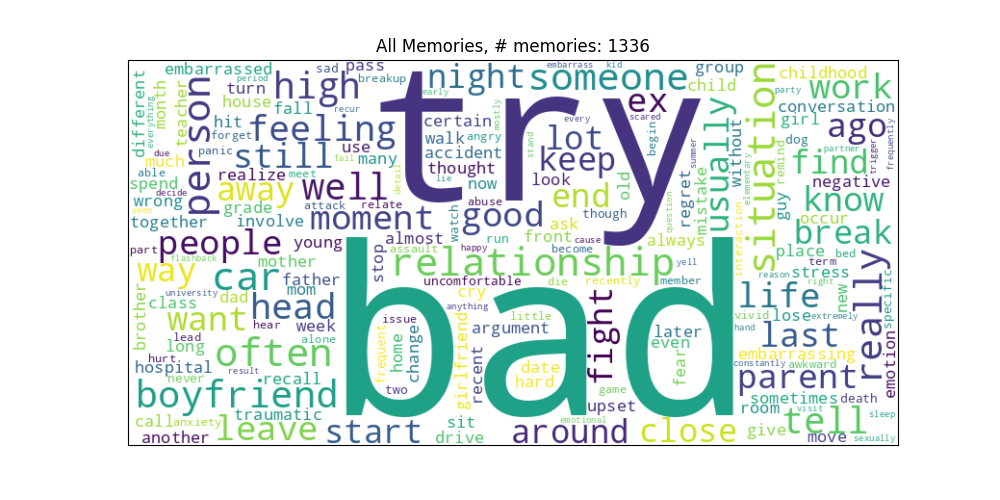 All Memories, # memories: 1336
embarrassed
sad
pass
breakup
embarrass
kid
childhood
period
turn
high
early
night
someone
group
child
party
work
different
everything
month
teacher
person
house
fall
recur
try
ex
conversation
girl
hit
forget
feeling
certain
mostly
every
scared
lot
begin
usually
without
situation
dog
ago
frequently
trigger
due
much
panic
still
use
many
walk
angry
accident
stand
keep
summer
elementary
remind
find
partner
able
decide
realize
meet
fail
thought
lie
now
look
old
question
regret
mistake
guy
negative
spend
wrong
away
well
detail
abuse
end
know
seem
grade
attack
relate
moment
watch
good
though
ask
occur
together
involve
almost
run
front
cause
always
interaction
place
bed
break
part
people
young
stop
assault
happy
become
yell
flashback
mother
relationship
term
stress
way
car
father
uncomfortable
die
recently
member
reason
right
really
university
mom
cry
anything
life
new
specific
brother
class
dad
head
bad
fight
vivid
lose
extremely
want
week
issue
little
later
hand
last
lead
hear
frequent
home
change
girlfriend
argument
even
long
alone
recent
fear
embarrassing
hurt.
often
date
awkward
emotion
hospital
result
hard
constantly
parent
never
recall
two
game
sometimes
death
boyfriend
traumatic
upset
room
visit
sleep
call
anxiety
leave
start
sit
emotional
give
tell
another
drive
around
close
move
sexually